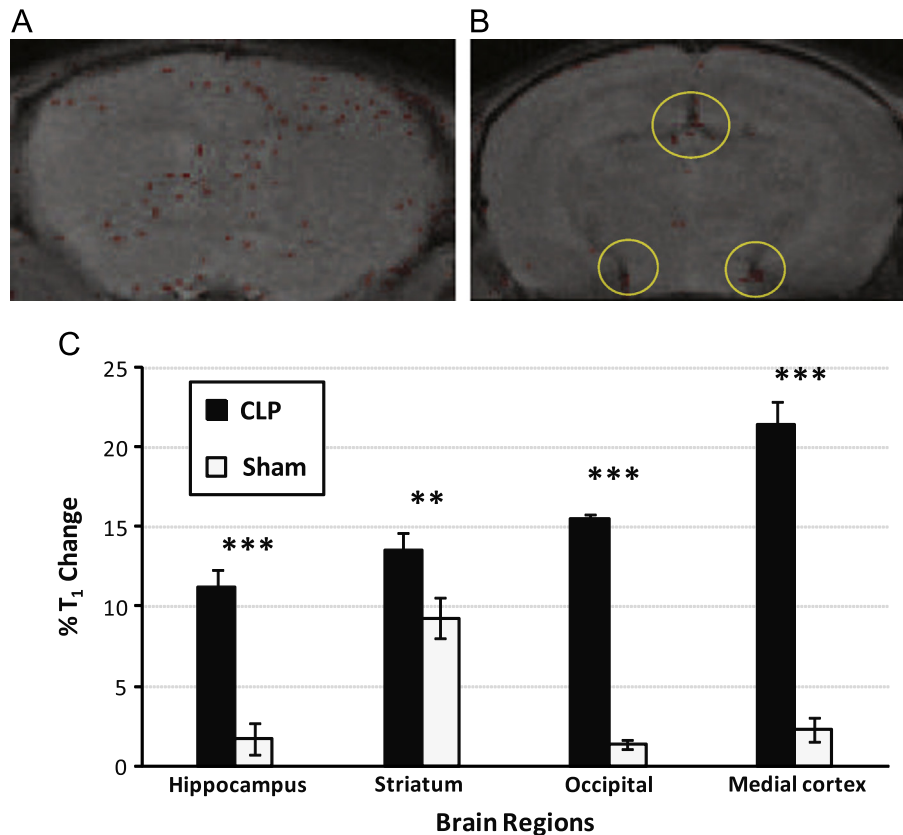 A
B
C
25
20
15
10
5
0
% T₁ Change
CLP
Sham
***
**
***
***
Hippocampus
Striatum
Occipital
Medial cortex
Brain Regions